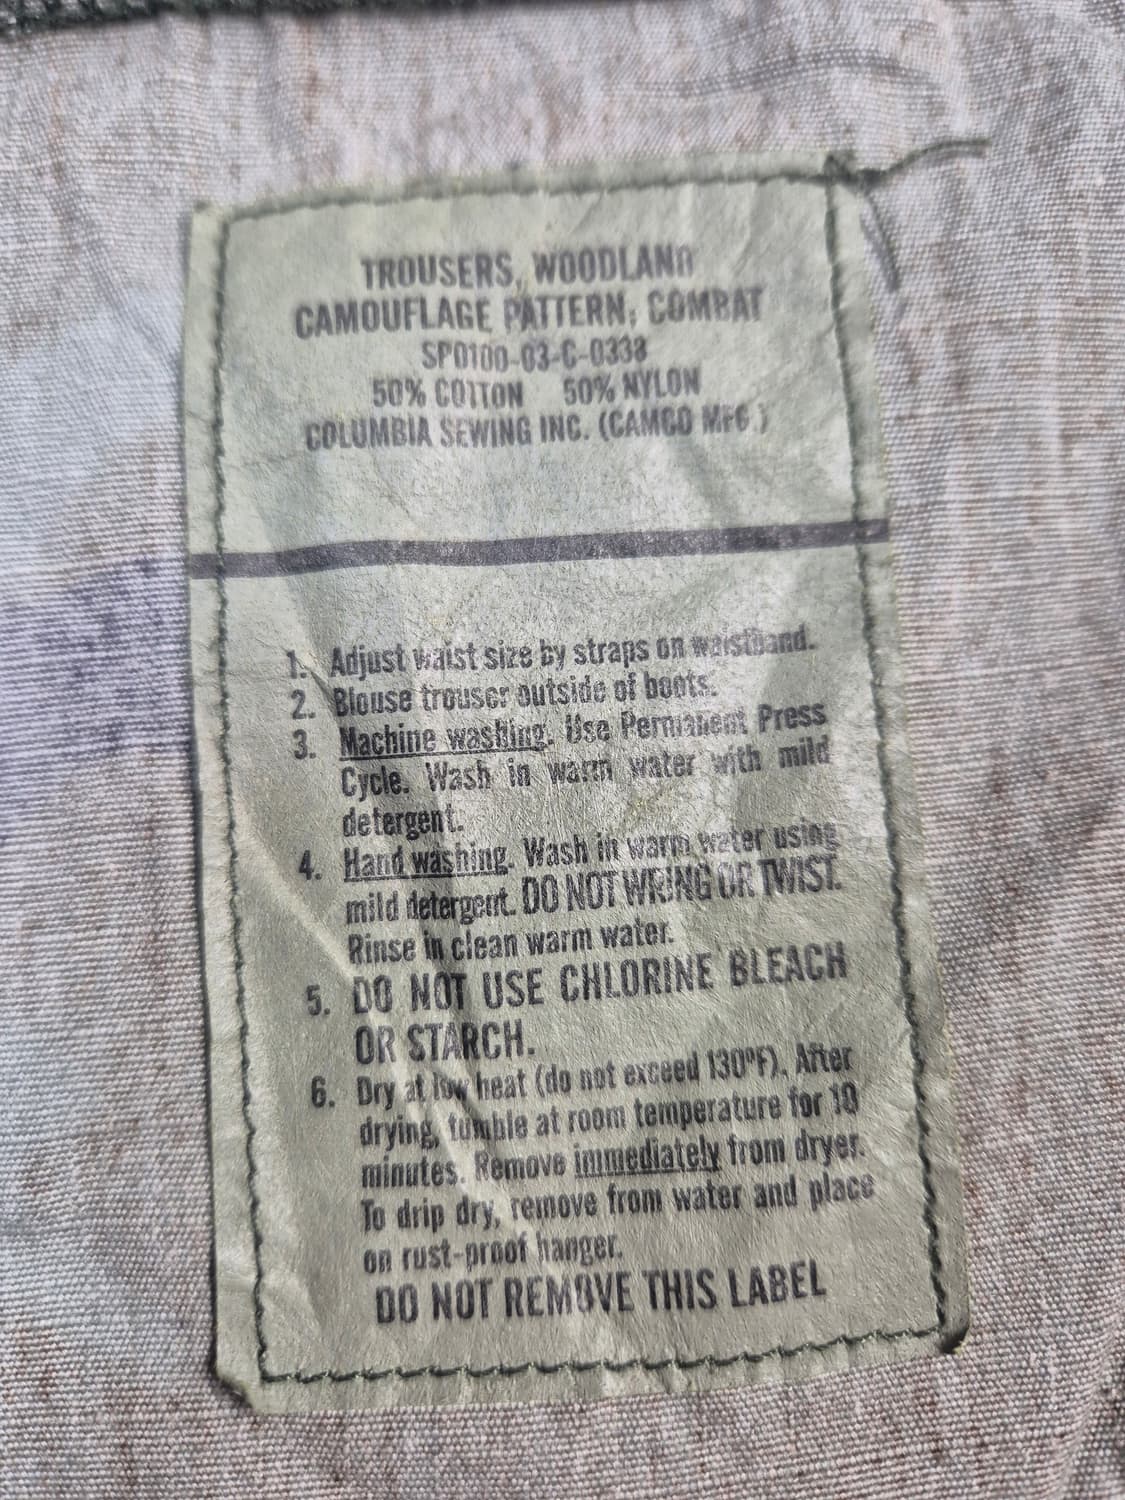 TROUSERS, WOODLAND
CAMOUFLAGE PATTERN, COMBAT
SP0100-03-C-0338
50% COTTON 50% NYLON
COLUMBIA SEWING INC. (CAMCO MFG.)
1. Adjust waist size by straps on waistband.
2. Blouse trouser outside of boots.
3. Machine washing. Use Permanent Press
Cycle. Wash in warm water with mild
detergent.
4. Hand washing. Wash in warm water using
mild detergent. DO NOT WRING OR TWIST.
Rinse in clean warm water.
5. DO NOT USE CHLORINE BLEACH
OR STARCH.
6. Dry at low heat (do not exceed 130°F). After
drying, tumble at room temperature for 10
minutes. Remove immediately from dryer.
To drip dry, remove from water and place
on rust-proof hanger.
DO NOT REMOVE THIS LABEL